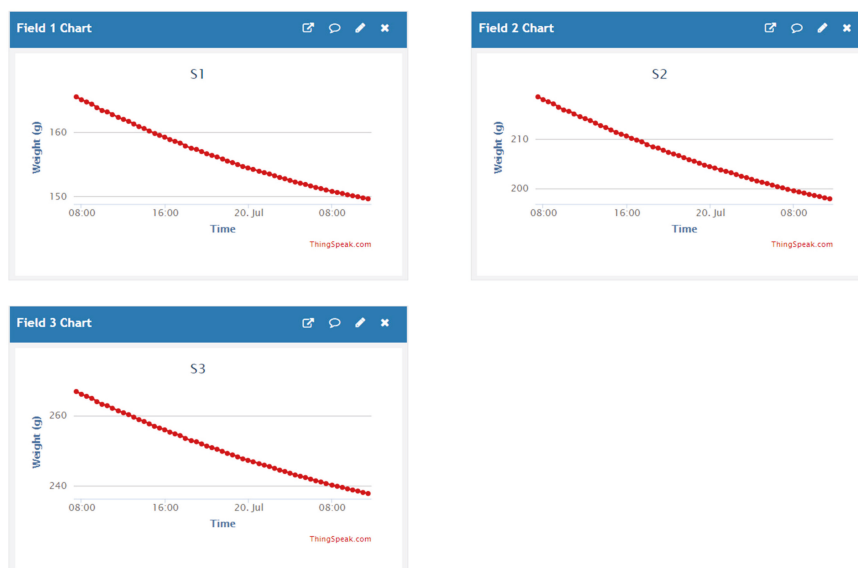 Field 1 Chart
S1
Weight (g)
160
150
08:00 16:00 20. Jul 08:00
Time
ThingSpeak.com
Field 2 Chart
S2
Weight (g)
210
200
08:00 16:00 20. Jul 08:00
Time
ThingSpeak.com
Field 3 Chart
S3
Weight (g)
260
240
08:00 16:00 20. Jul 08:00
Time
ThingSpeak.com